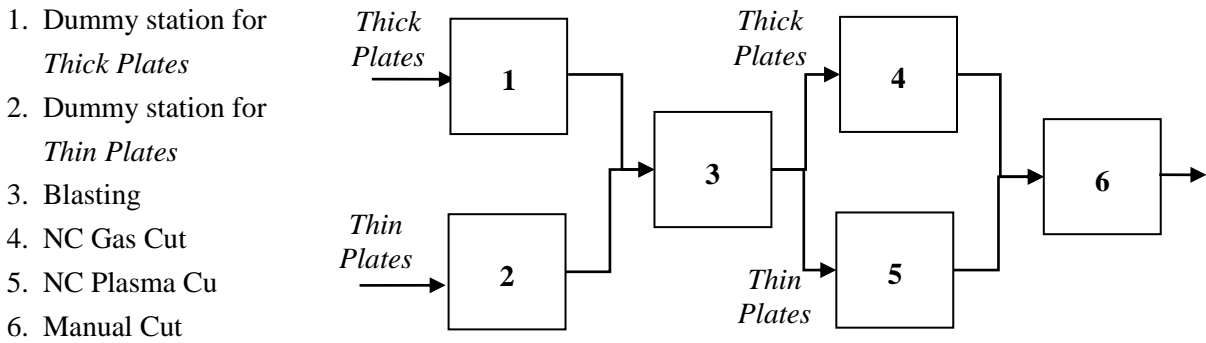 1. Dummy station for
Thick Plates
2. Dummy station for
Thin Plates
3. Blasting
4. NC Gas Cut
5. NC Plasma Cu
6. Manual Cut
Thick
Plates
1
Thin
Plates
2
3
Thick
Plates
4
Thin
Plates
5
6